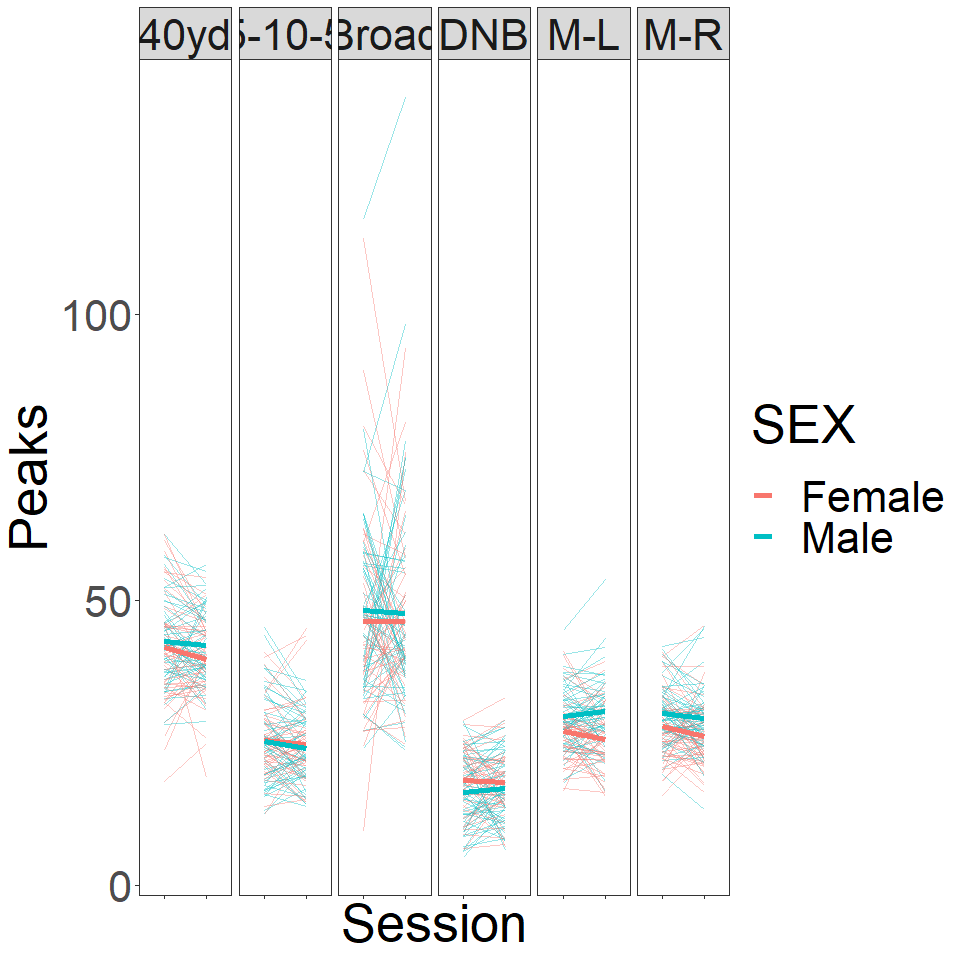 40yd 5-10-5 Broad DNB M-L M-R
100
50
0
Peaks
Session
SEX
Female
Male